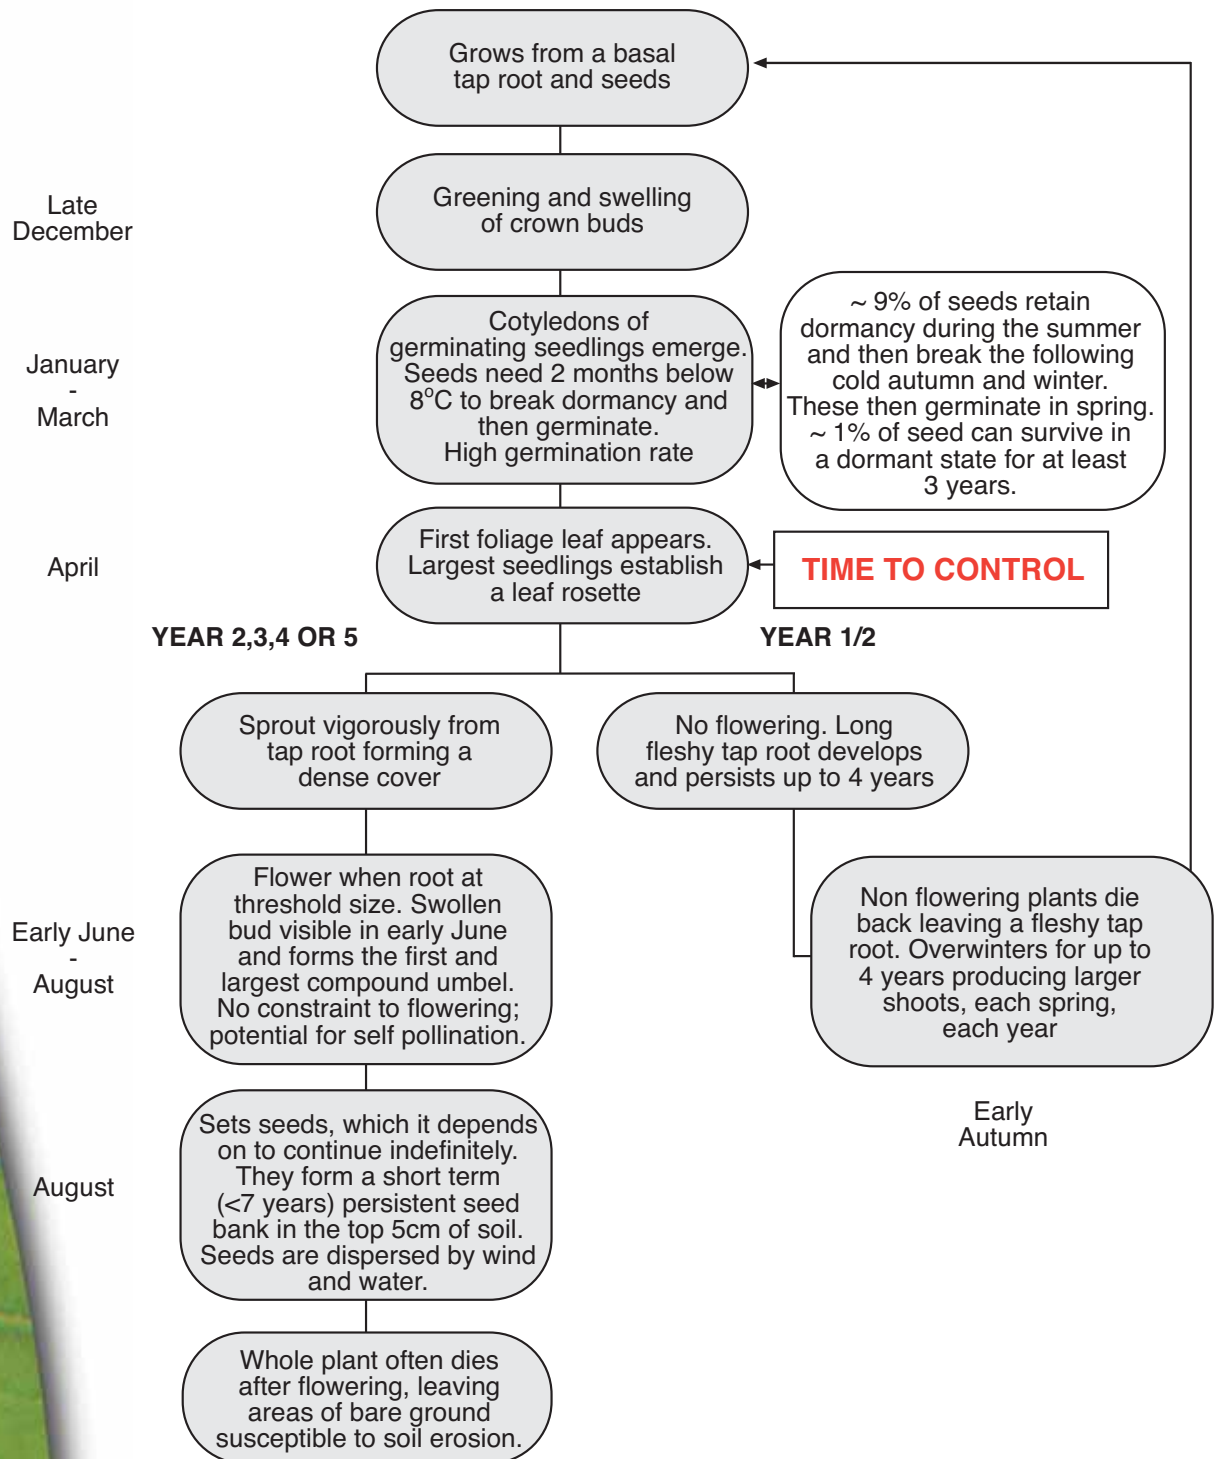 Grows from a basal
tap root and seeds
Late
December
Greening and swelling
of crown buds
January
-
March
Cotyledons of
germinating seedlings emerge.
Seeds need 2 months below
8°C to break dormancy and
then germinate.
High germination rate
~ 9% of seeds retain
dormancy during the summer
and then break the following
cold autumn and winter.
These then germinate in spring.
~ 1% of seed can survive in
a dormant state for at least
3 years.
April
First foliage leaf appears.
Largest seedlings establish
a leaf rosette
TIME TO CONTROL
YEAR 2,3,4 OR 5
YEAR 1/2
Sprout vigorously from
tap root forming a
dense cover
No flowering. Long
fleshy tap root develops
and persists up to 4 years
Early June
-
August
Flower when root at
threshold size. Swollen
bud visible in early June
and forms the first and
largest compound umbel.
No constraint to flowering;
potential for self pollination.
Non flowering plants die
back leaving a fleshy tap
root. Overwinters for up to
4 years producing larger
shoots, each spring,
each year
Early
Autumn
August
Sets seeds, which it depends
on to continue indefinitely.
They form a short term
(<7 years) persistent seed
bank in the top 5cm of soil.
Seeds are dispersed by wind
and water.
Whole plant often dies
after flowering, leaving
areas of bare ground
susceptible to soil erosion.